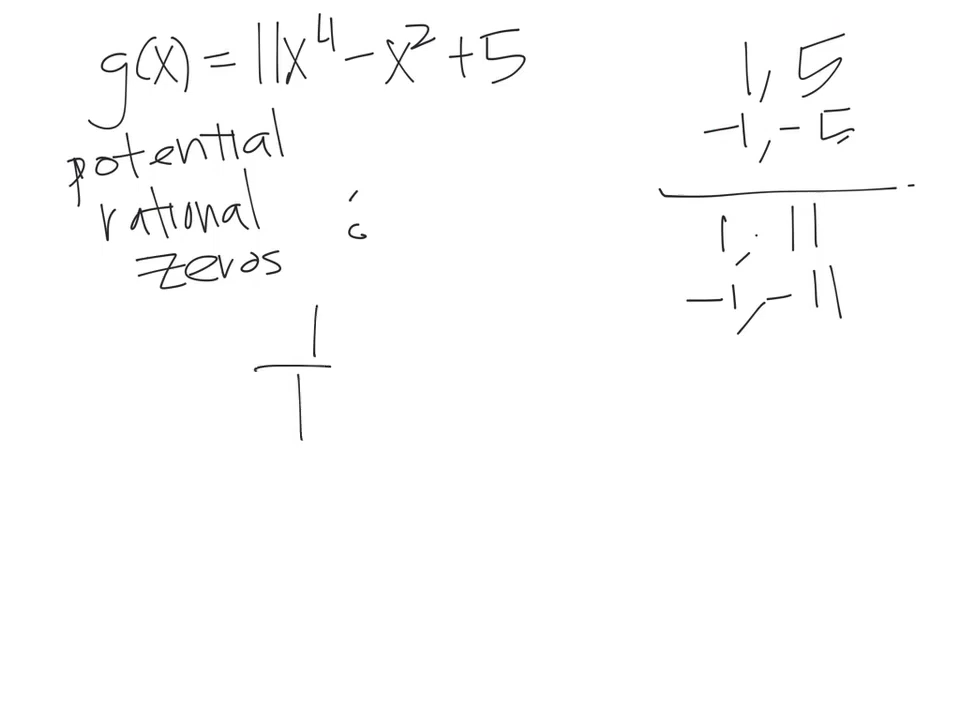 g(x) = 11x⁴ - x² + 5
potential
rational :
zeros
1
1
1, 5
-1, -5
1, 11
-1, -11